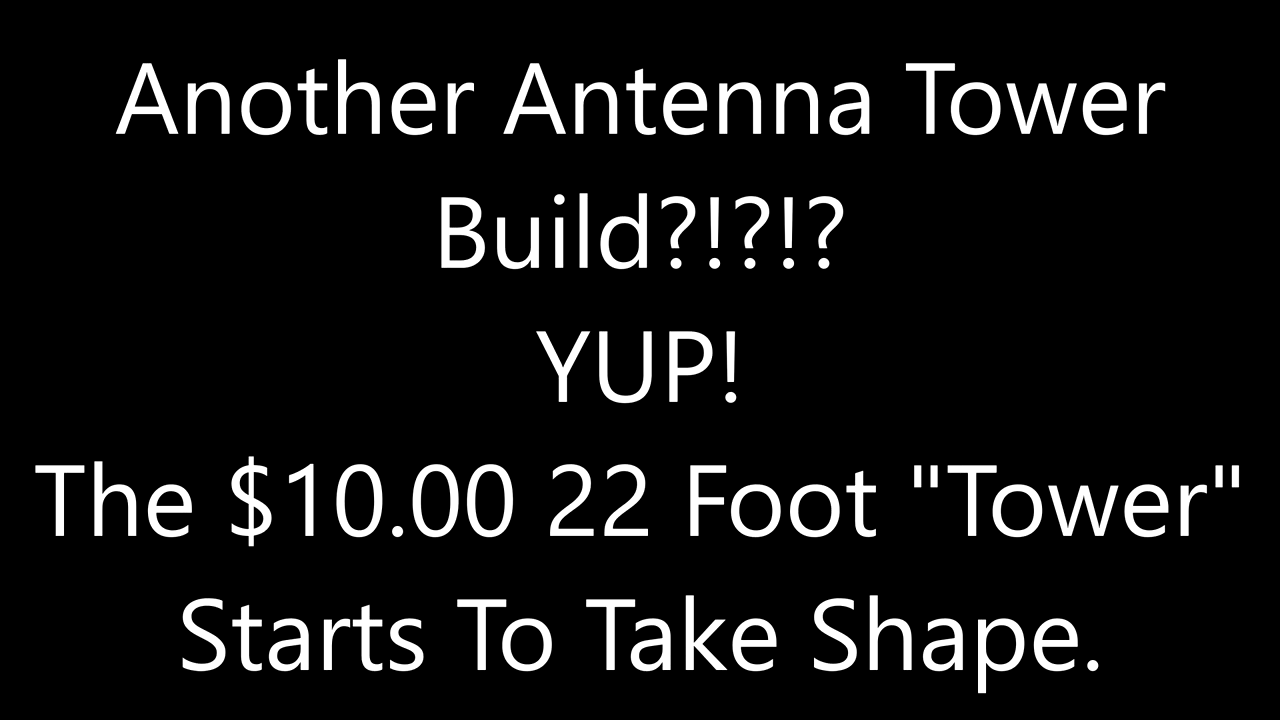 Another Antenna Tower
Build?!?!?
YUP!
The $10.00 22 Foot "Tower"
Starts To Take Shape.